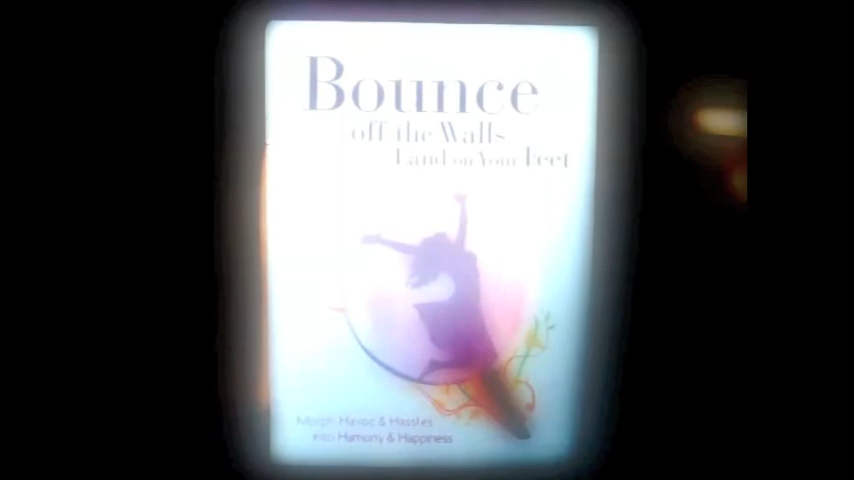 Bounce
off the Walls
Land on Your Feet
Morph Havoc & Hassles
into Harmony & Happiness